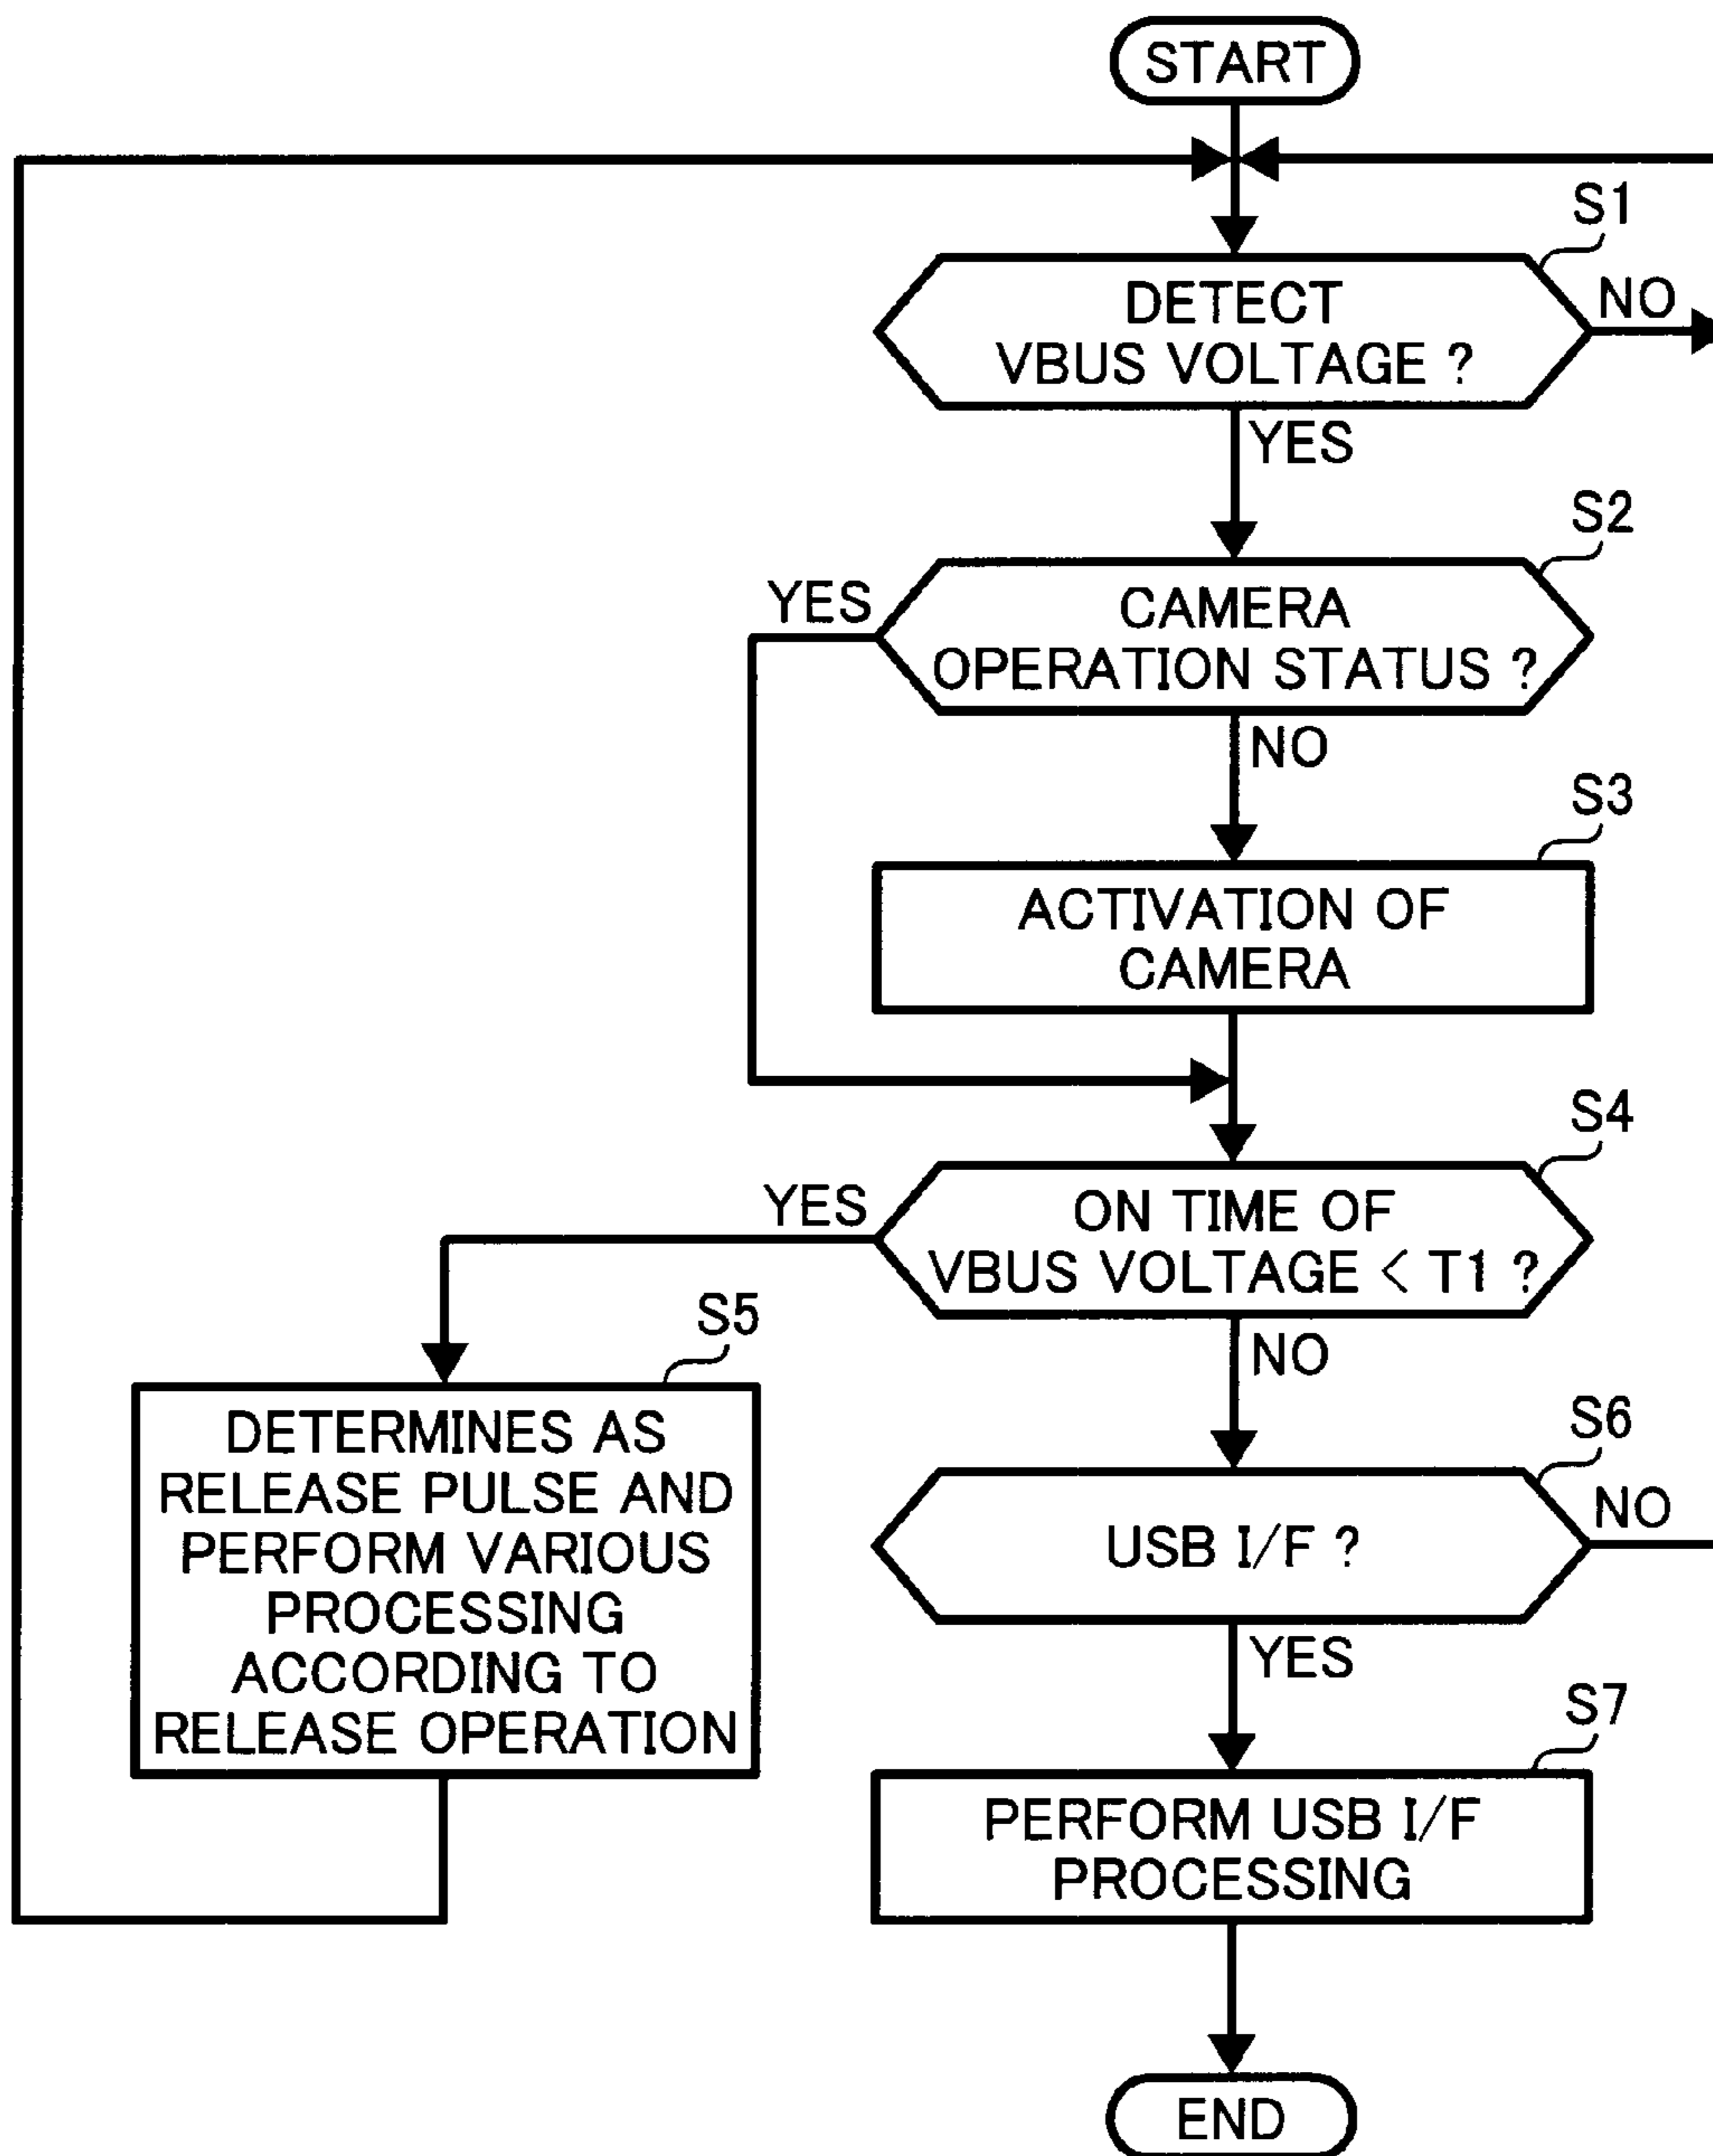 START
S1
DETECT
VBUS VOLTAGE ?
NO
YES
S2
YES
CAMERA
OPERATION STATUS ?
NO
S3
ACTIVATION OF
CAMERA
S4
YES
ON TIME OF
VBUS VOLTAGE < T1 ?
NO
S5
DETERMINES AS
RELEASE PULSE AND
PERFORM VARIOUS
PROCESSING
ACCORDING TO
RELEASE OPERATION
S6
USB I/F ?
NO
YES
S7
PERFORM USB I/F
PROCESSING
END